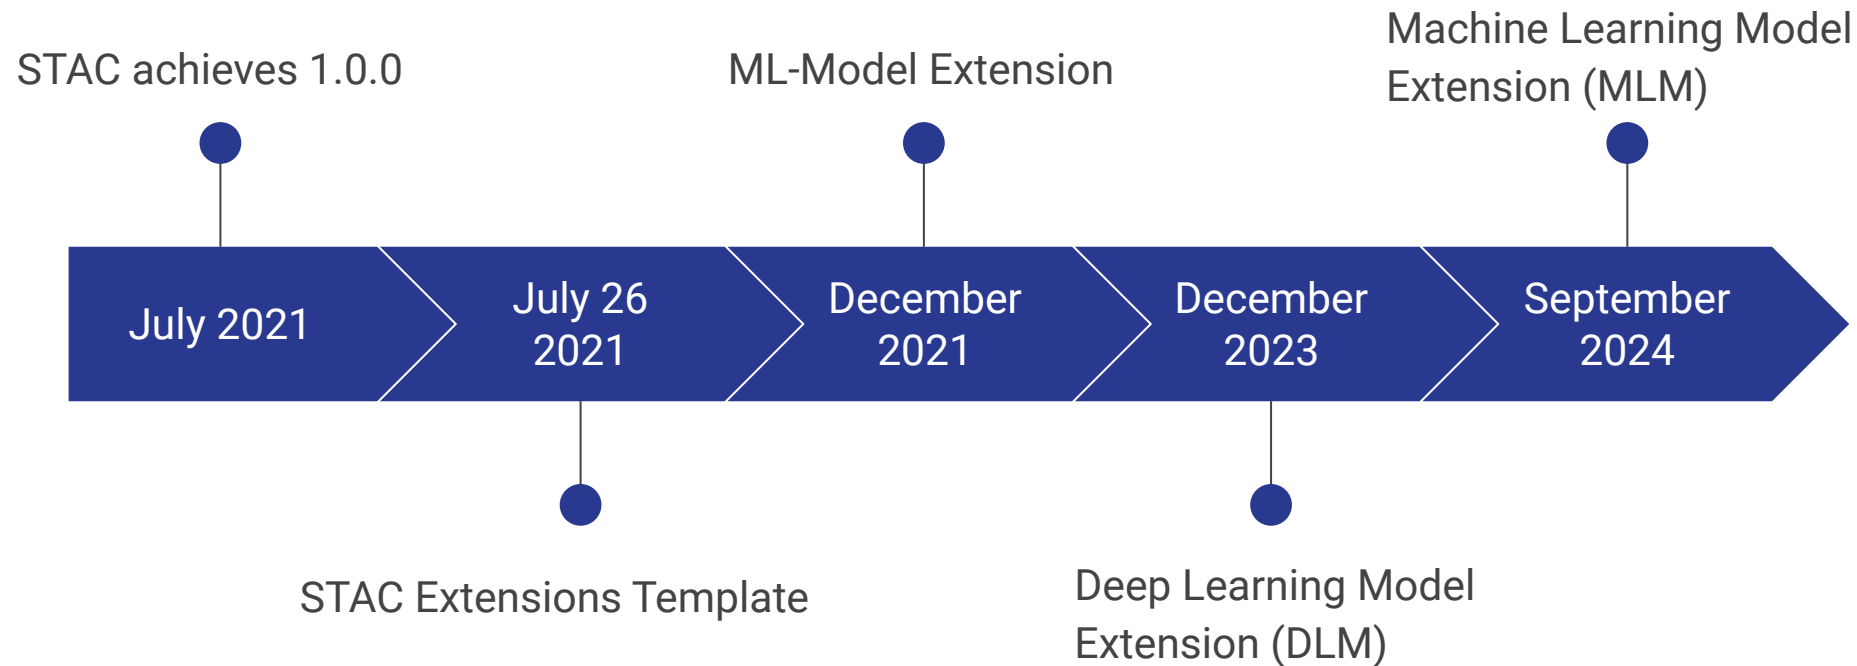 STAC achieves 1.0.0
ML-Model Extension
Machine Learning Model
Extension (MLM)
July 2021
July 26
2021
December
2021
December
2023
September
2024
STAC Extensions Template
Deep Learning Model
Extension (DLM)